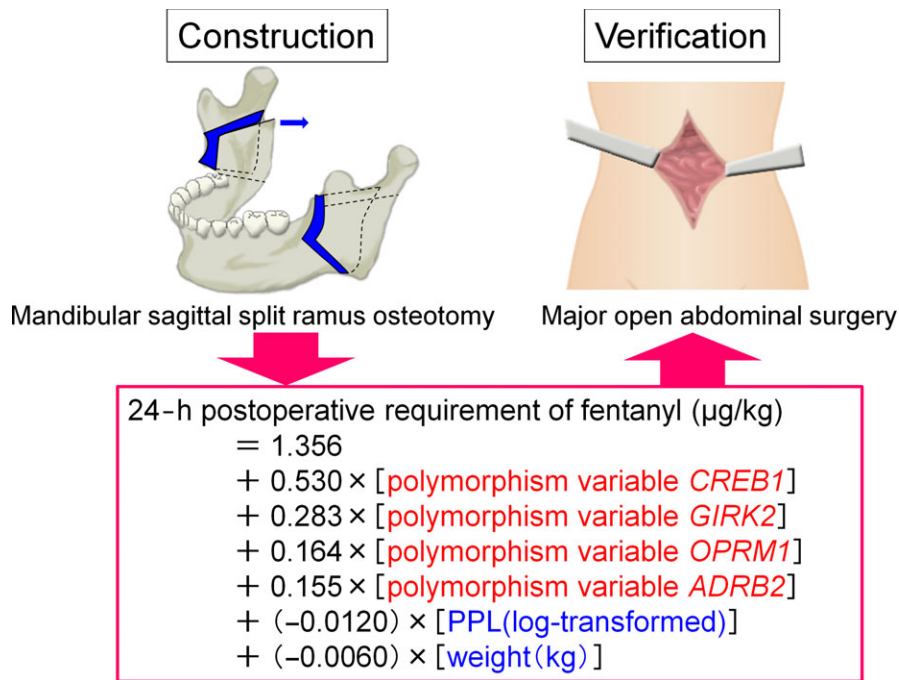 Construction
Verification
Mandibular sagittal split ramus osteotomy
Major open abdominal surgery
24-h postoperative requirement of fentanyl (µg/kg)
= 1.356
+ 0.530 × [polymorphism variable CREB1]
+ 0.283 × [polymorphism variable GIRK2]
+ 0.164 × [polymorphism variable OPRM1]
+ 0.155 × [polymorphism variable ADRB2]
+ (-0.0120) × [PPL(log-transformed)]
+ (-0.0060) × [weight(kg)]